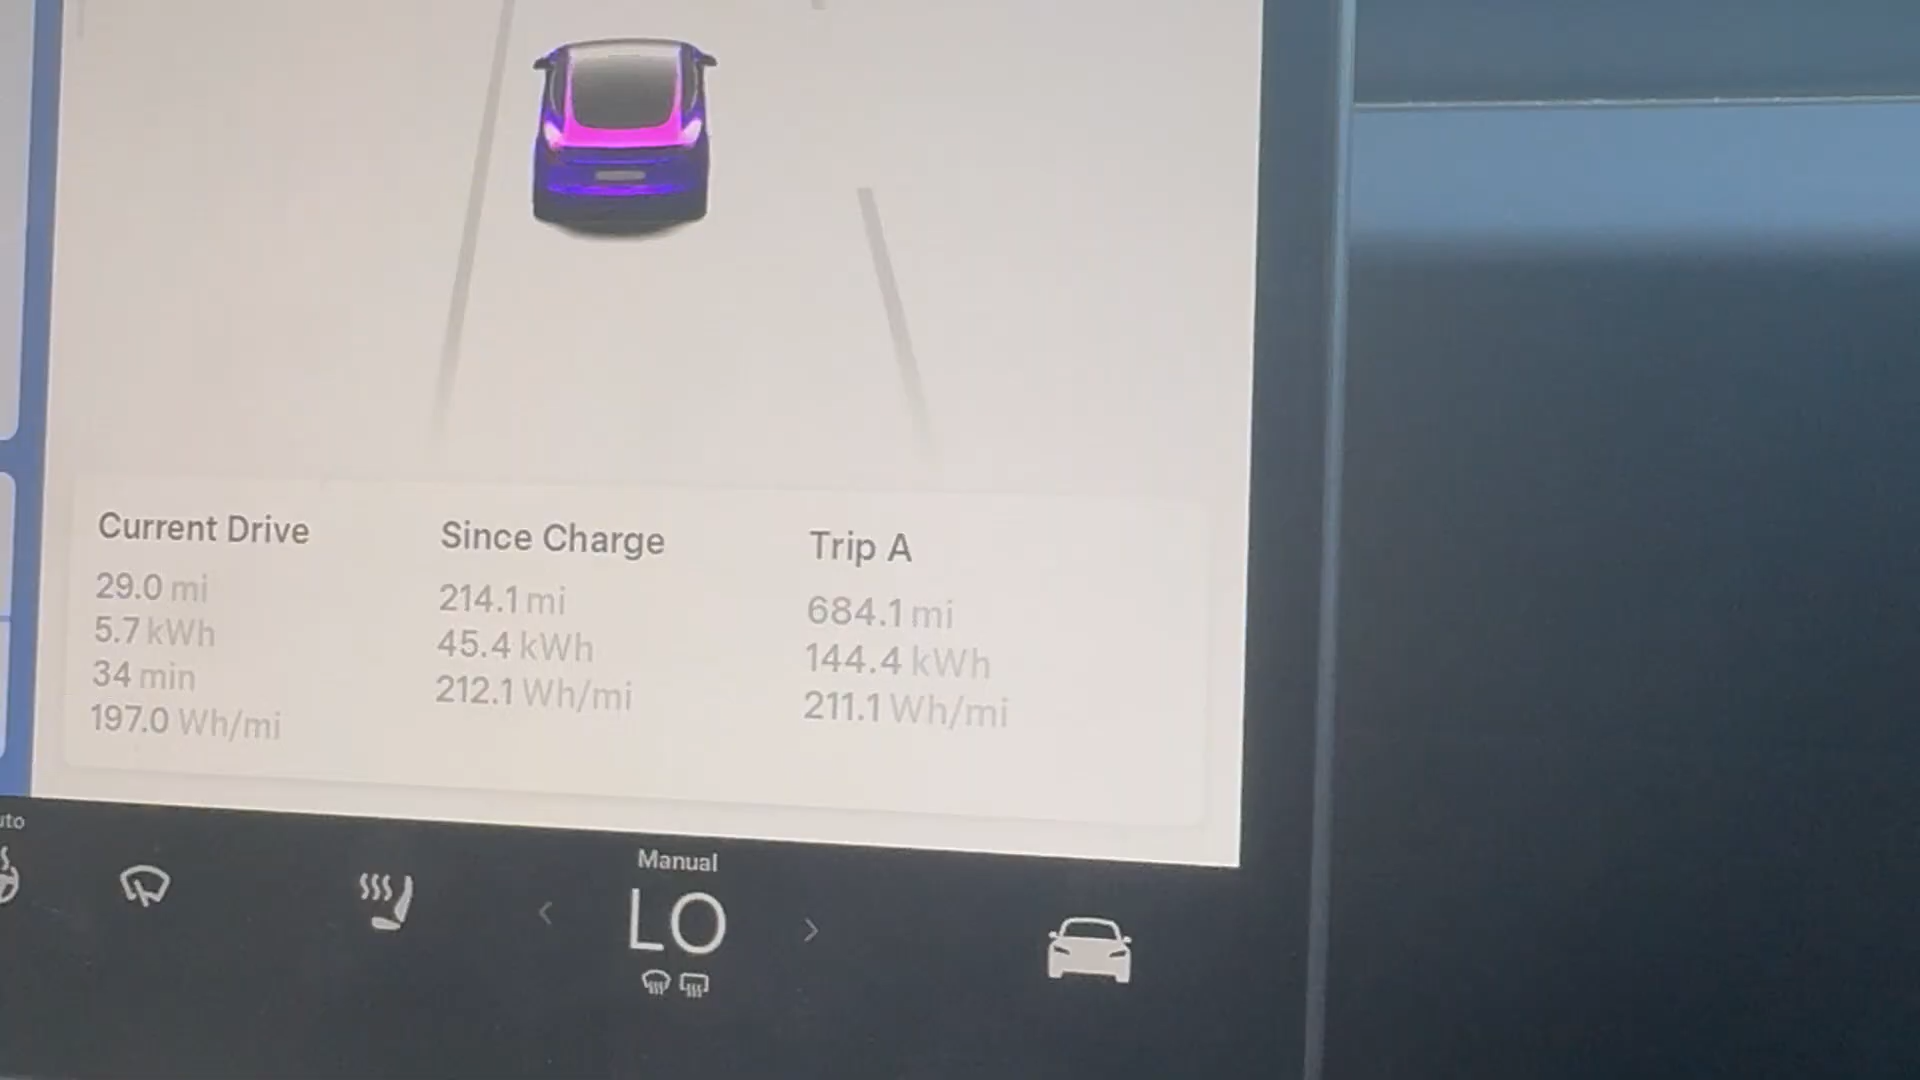 Current Drive
29.0 mi
5.7 kWh
34 min
197.0 Wh/mi
Since Charge
214.1 mi
45.4 kWh
212.1 Wh/mi
Trip A
684.1 mi
144.4 kWh
211.1 Wh/mi
uto
Manual
LO